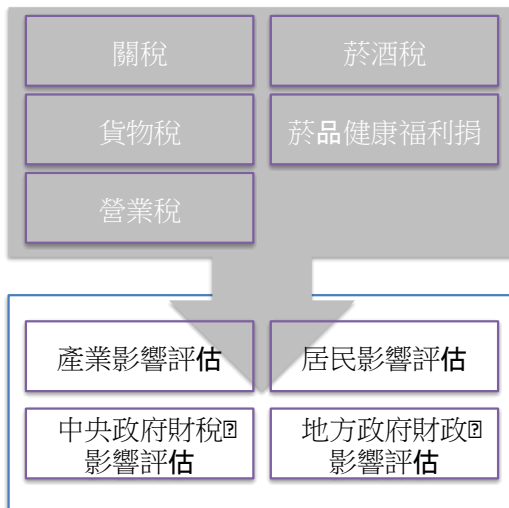 關稅
菸酒稅
貨物稅
菸品健康福利捐
營業稅
產業影響評估
居民影響評估
中央政府財稅
影響評估
地方政府財政
影響評估